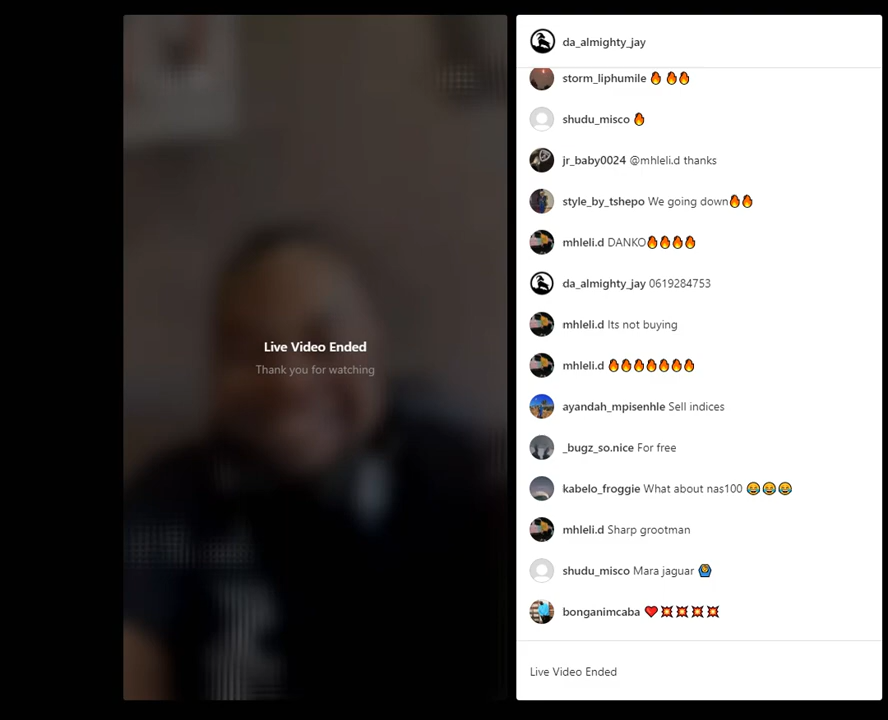 Live Video Ended
Thank you for watching
da_almighty_jay
storm_liphumile 🔥 🔥🔥
shudu_misco 🔥
jr_baby0024 @mhleli.d thanks
style_by_tshepo We going down🔥🔥
mhleli.d DANKO🔥🔥🔥🔥
da_almighty_jay 0619284753
mhleli.d Its not buying
mhleli.d 🔥🔥🔥🔥🔥🔥🔥
ayandah_mpisenhle Sell indices
_bugz_so.nice For free
kabelo_froggie What about nas100 😂😂😂
mhleli.d Sharp grootman
shudu_misco Mara jaguar 🙆‍♂️
bonganimcaba ❤️💥💥💥💥
Live Video Ended